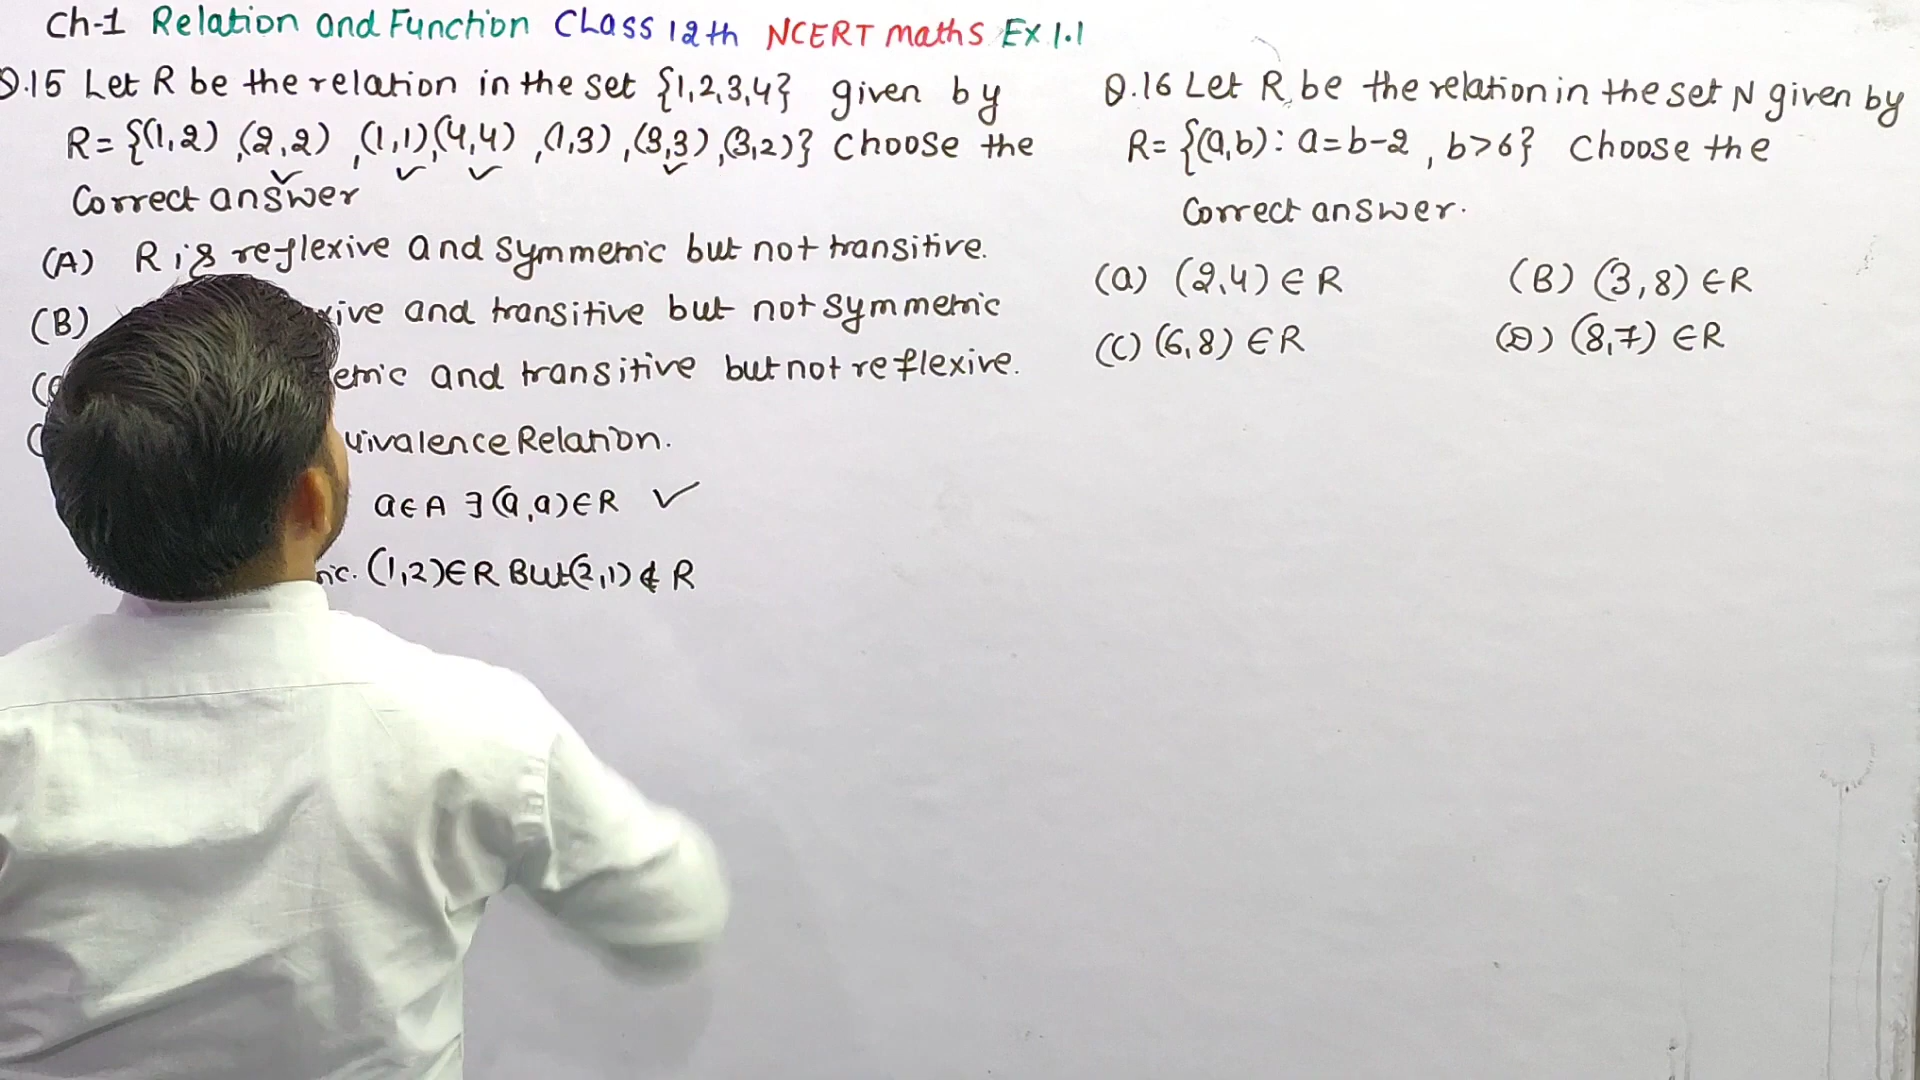 Ch-1 Relation and Function Class 12th NCERT maths Ex 1.1
Q.15 Let R be the relation in the set {1,2,3,4} given by
R= {(1,2) ,(2,2) ,(1,1),(4,4) ,(1,3) ,(3,3) ,(3,2)} Choose the
Correct answer
(A) R is reflexive and symmetric but not transitive.
(B) and transitive but not symmetric
and transitive but not reflexive.
Relation.
a∈A ∃ (a,a)∈R ✓
(1,2)∈R But(2,1)∉R
Q.16 Let R be the relation in the set N given by
R= {(a,b): a=b-2 , b>6} Choose the
Correct answer.
(a) (2,4) ∈ R (B) (3,8) ∈R
(C) (6,8) ∈R (D) (8,7) ∈R